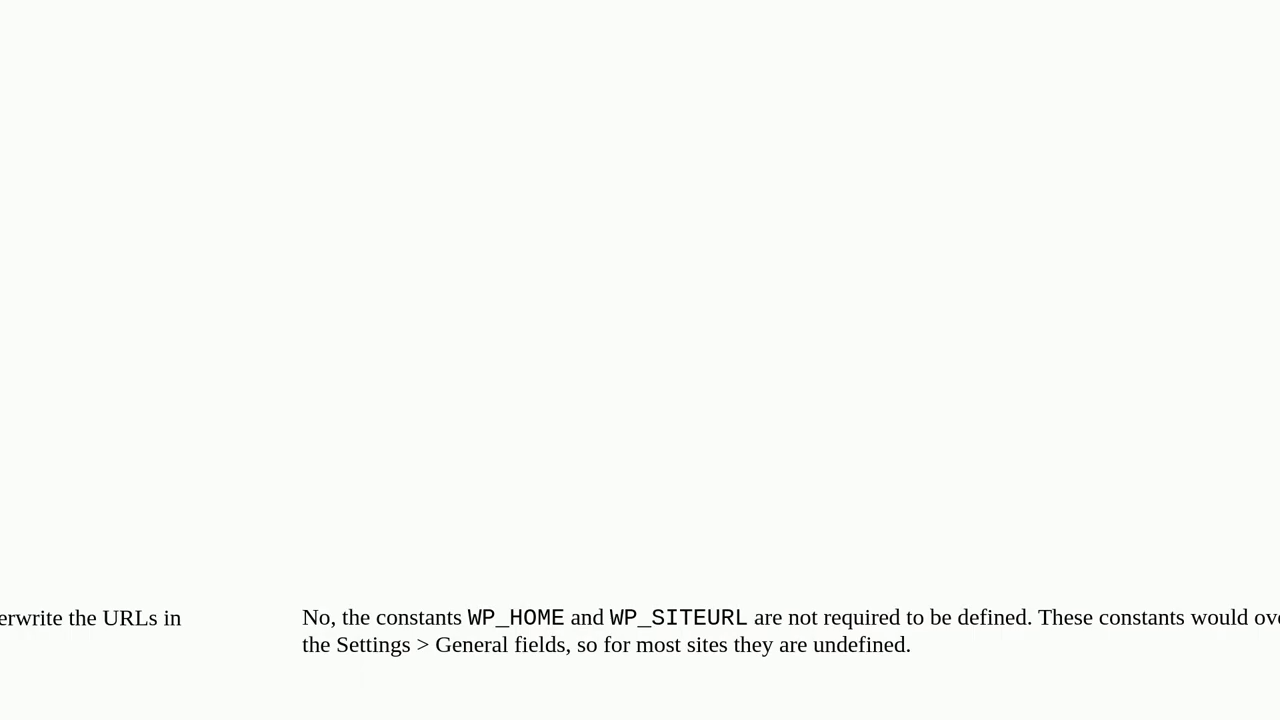 erwrite the URLs in
No, the constants WP_HOME and WP_SITEURL are not required to be defined. These constants would ov
the Settings > General fields, so for most sites they are undefined.